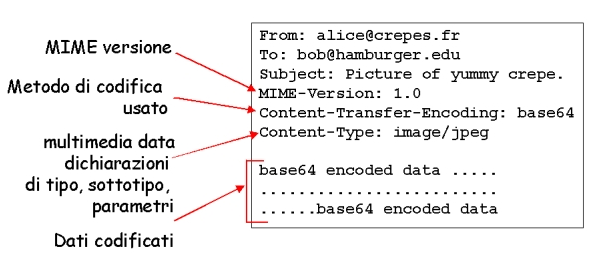 MIME versione
Metodo di codifica
usato
multimedia data
dichiarazioni
di tipo, sottotipo,
parametri
Dati codificati
From: alice@crepes.fr
To: bob@hamburger.edu
Subject: Picture of yummy crepe.
MIME-Version: 1.0
Content-Transfer-Encoding: base64
Content-Type: image/jpeg
base64 encoded data .....
.........................
......base64 encoded data